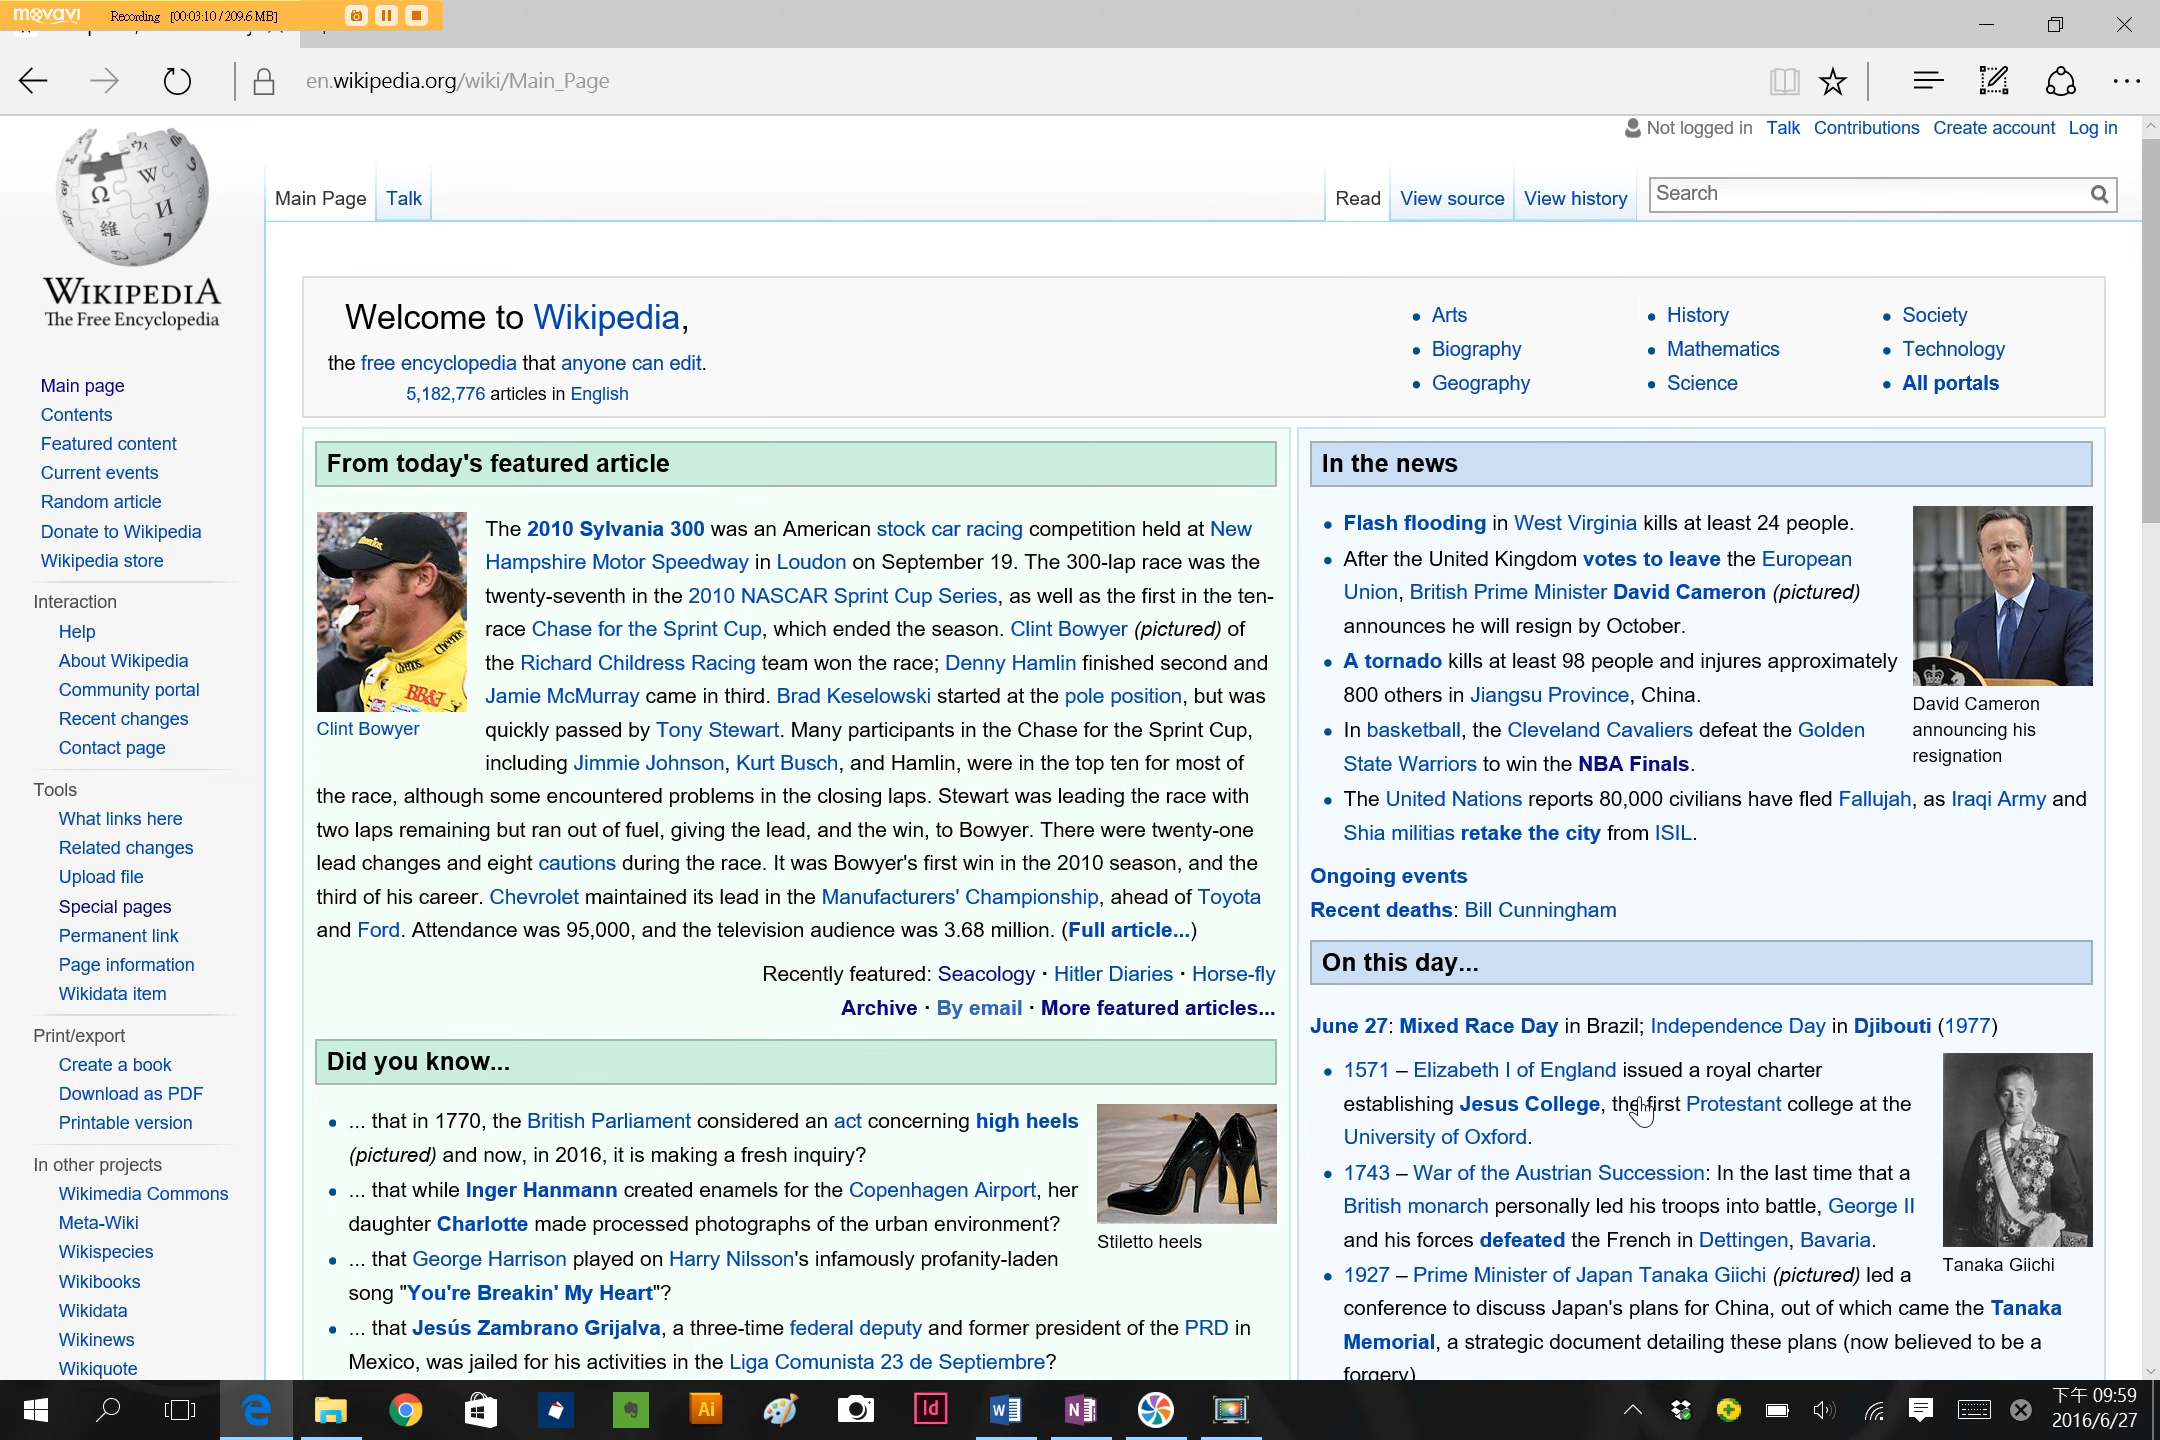 movavi Recording [00:03:10 / 209.6 MB]
en.wikipedia.org/wiki/Main_Page
Not logged in Talk Contributions Create account Log in
Main Page Talk Read View source View history Search
WIKIPEDIA
The Free Encyclopedia
Main page
Contents
Featured content
Current events
Random article
Donate to Wikipedia
Wikipedia store
Interaction
Help
About Wikipedia
Community portal
Recent changes
Contact page
Tools
What links here
Related changes
Upload file
Special pages
Permanent link
Page information
Wikidata item
Print/export
Create a book
Download as PDF
Printable version
In other projects
Wikimedia Commons
Meta-Wiki
Wikispecies
Wikibooks
Wikidata
Wikinews
Wikiquote
Welcome to Wikipedia,
the free encyclopedia that anyone can edit.
5,182,776 articles in English
Arts
Biography
Geography
History
Mathematics
Science
Society
Technology
All portals
From today's featured article
Clint Bowyer
The 2010 Sylvania 300 was an American stock car racing competition held at New
Hampshire Motor Speedway in Loudon on September 19. The 300-lap race was the
twenty-seventh in the 2010 NASCAR Sprint Cup Series, as well as the first in the ten-
race Chase for the Sprint Cup, which ended the season. Clint Bowyer (pictured) of
the Richard Childress Racing team won the race; Denny Hamlin finished second and
Jamie McMurray came in third. Brad Keselowski started at the pole position, but was
quickly passed by Tony Stewart. Many participants in the Chase for the Sprint Cup,
including Jimmie Johnson, Kurt Busch, and Hamlin, were in the top ten for most of
the race, although some encountered problems in the closing laps. Stewart was leading the race with
two laps remaining but ran out of fuel, giving the lead, and the win, to Bowyer. There were twenty-one
lead changes and eight cautions during the race. It was Bowyer's first win in the 2010 season, and the
third of his career. Chevrolet maintained its lead in the Manufacturers' Championship, ahead of Toyota
and Ford. Attendance was 95,000, and the television audience was 3.68 million. (Full article...)
Recently featured: Seacology · Hitler Diaries · Horse-fly
Archive · By email · More featured articles...
Did you know...
... that in 1770, the British Parliament considered an act concerning high heels
(pictured) and now, in 2016, it is making a fresh inquiry?
... that while Inger Hanmann created enamels for the Copenhagen Airport, her
daughter Charlotte made processed photographs of the urban environment?
... that George Harrison played on Harry Nilsson's infamously profanity-laden
song "You're Breakin' My Heart"?
... that Jesús Zambrano Grijalva, a three-time federal deputy and former president of the PRD in
Mexico, was jailed for his activities in the Liga Comunista 23 de Septiembre?
Stiletto heels
In the news
Flash flooding in West Virginia kills at least 24 people.
After the United Kingdom votes to leave the European
Union, British Prime Minister David Cameron (pictured)
announces he will resign by October.
A tornado kills at least 98 people and injures approximately
800 others in Jiangsu Province, China.
In basketball, the Cleveland Cavaliers defeat the Golden
State Warriors to win the NBA Finals.
The United Nations reports 80,000 civilians have fled Fallujah, as Iraqi Army and
Shia militias retake the city from ISIL.
David Cameron
announcing his
resignation
Ongoing events
Recent deaths: Bill Cunningham
On this day...
June 27: Mixed Race Day in Brazil; Independence Day in Djibouti (1977)
1571 – Elizabeth I of England issued a royal charter
establishing Jesus College, the first Protestant college at the
University of Oxford.
1743 – War of the Austrian Succession: In the last time that a
British monarch personally led his troops into battle, George II
and his forces defeated the French in Dettingen, Bavaria.
1927 – Prime Minister of Japan Tanaka Giichi (pictured) led a
conference to discuss Japan's plans for China, out of which came the Tanaka
Memorial, a strategic document detailing these plans (now believed to be a
forgery)
Tanaka Giichi
下午 09:59
2016/6/27